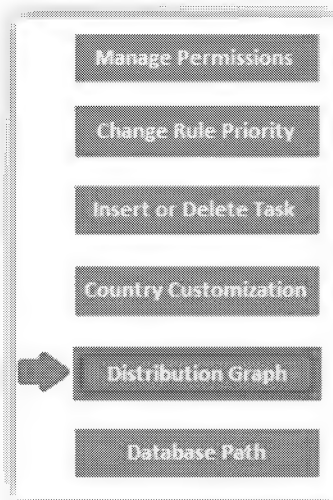 Manage Permissions
Change Rule Priority
Insert or Delete Task
Country Customization
Distribution Graph
Database Path